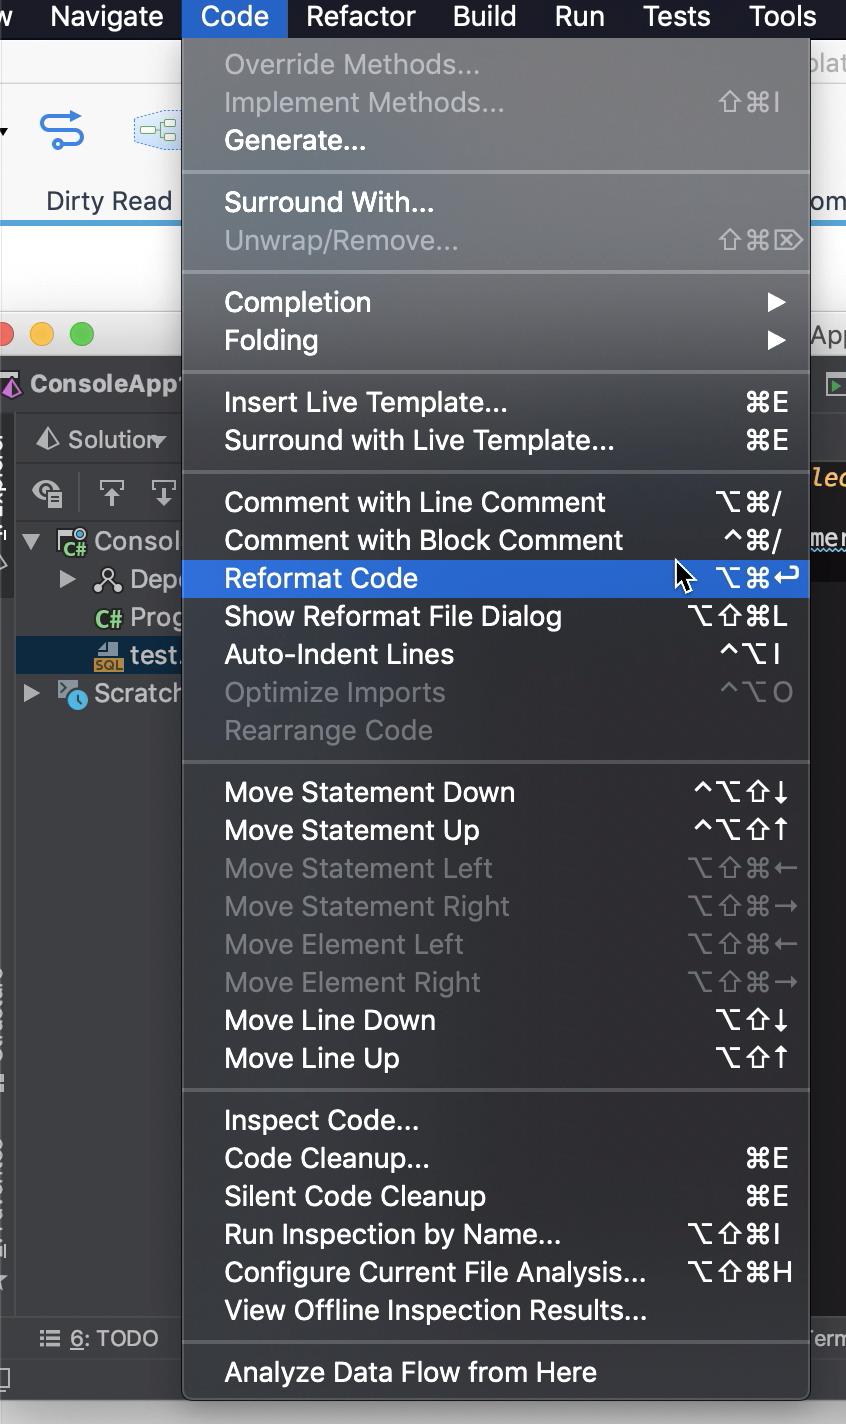 Navigate Code Refactor Build Run Tests Tools
Override Methods...
Implement Methods... ⇧⌘I
Generate...
Dirty Read
Surround With...
Unwrap/Remove... ⇧⌘⌦
Completion ▶
Folding ▶
ConsoleApp
Insert Live Template... ⌘E
Solution
Surround with Live Template... ⌘E
Comment with Line Comment ⌥⌘/
Comment with Block Comment ^⌘/
C# Consol
Reformat Code ⌥⌘↩
Dep
Show Reformat File Dialog ⌥⇧⌘L
C# Prog
Auto-Indent Lines ^⌥I
SQL test.
Optimize Imports ^⌥O
Scratch
Rearrange Code
Move Statement Down ^⌥⇧↓
Move Statement Up ^⌥⇧↑
Move Statement Left ⌥⇧⌘←
Move Statement Right ⌥⇧⌘→
Move Element Left ⌥⇧⌘←
Move Element Right ⌥⇧⌘→
Move Line Down ⌥⇧↓
Move Line Up ⌥⇧↑
Inspect Code...
Code Cleanup... ⌘E
Silent Code Cleanup ⌘E
Run Inspection by Name... ⌥⇧⌘I
Configure Current File Analysis... ⌥⇧⌘H
View Offline Inspection Results...
6: TODO
Analyze Data Flow from Here